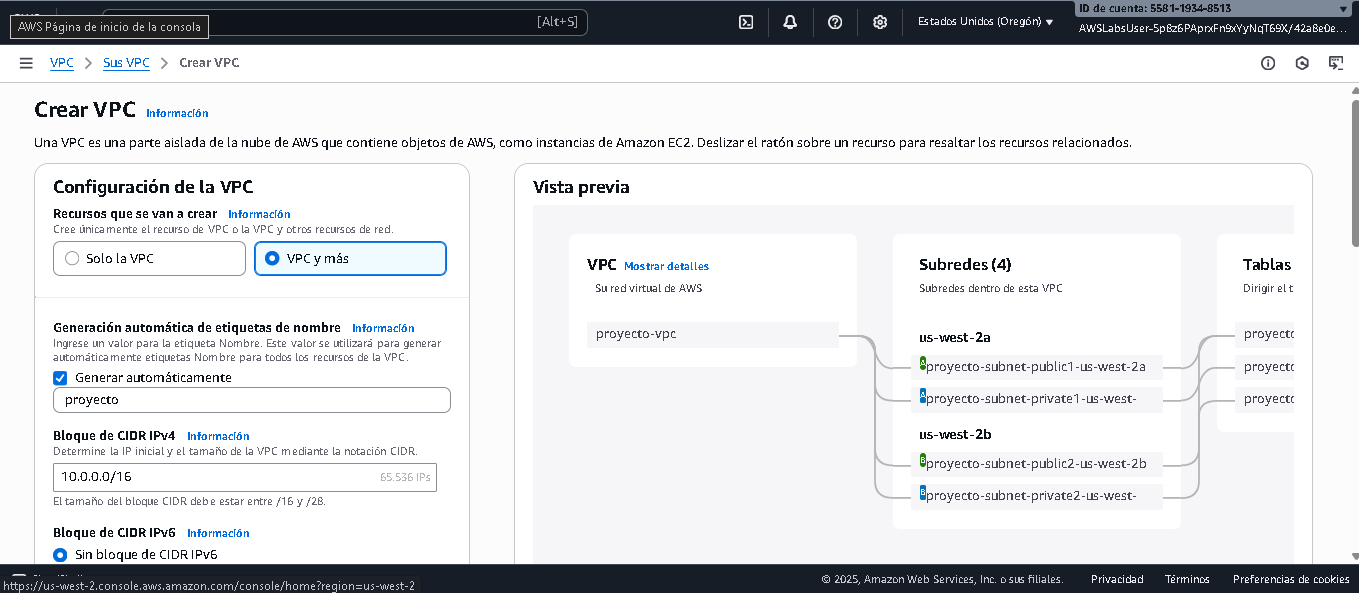 [Alt+S]
Estados Unidos (Oregón)
ID de cuenta: 5581-1934-8513
AWSLabsUser-5p8z6PAprxFn9xYyNqT69X/42a8e0e...
AWS Página de inicio de la consola
VPC
Sus VPC
Crear VPC
Crear VPC Información
Una VPC es una parte aislada de la nube de AWS que contiene objetos de AWS, como instancias de Amazon EC2. Deslizar el ratón sobre un recurso para resaltar los recursos relacionados.
Configuración de la VPC
Recursos que se van a crear Información
Cree únicamente el recurso de VPC o la VPC y otros recursos de red.
Solo la VPC
VPC y más
Generación automática de etiquetas de nombre Información
Ingrese un valor para la etiqueta Nombre. Este valor se utilizará para generar
automáticamente etiquetas Nombre para todos los recursos de la VPC.
Generar automáticamente
proyecto
Bloque de CIDR IPv4 Información
Determine la IP inicial y el tamaño de la VPC mediante la notación CIDR.
10.0.0.0/16 65.536 IPs
El tamaño del bloque CIDR debe estar entre /16 y /28.
Bloque de CIDR IPv6 Información
Sin bloque de CIDR IPv6
Vista previa
VPC Mostrar detalles
Su red virtual de AWS
proyecto-vpc
Subredes (4)
Subredes dentro de esta VPC
us-west-2a
A proyecto-subnet-public1-us-west-2a
A proyecto-subnet-private1-us-west-
us-west-2b
B proyecto-subnet-public2-us-west-2b
B proyecto-subnet-private2-us-west-
Tablas
Dirigir el t
proyecto
proyecto
proyecto
https://us-west-2.console.aws.amazon.com/console/home?region=us-west-2
© 2025, Amazon Web Services, Inc. o sus filiales.
Privacidad
Términos
Preferencias de cookies